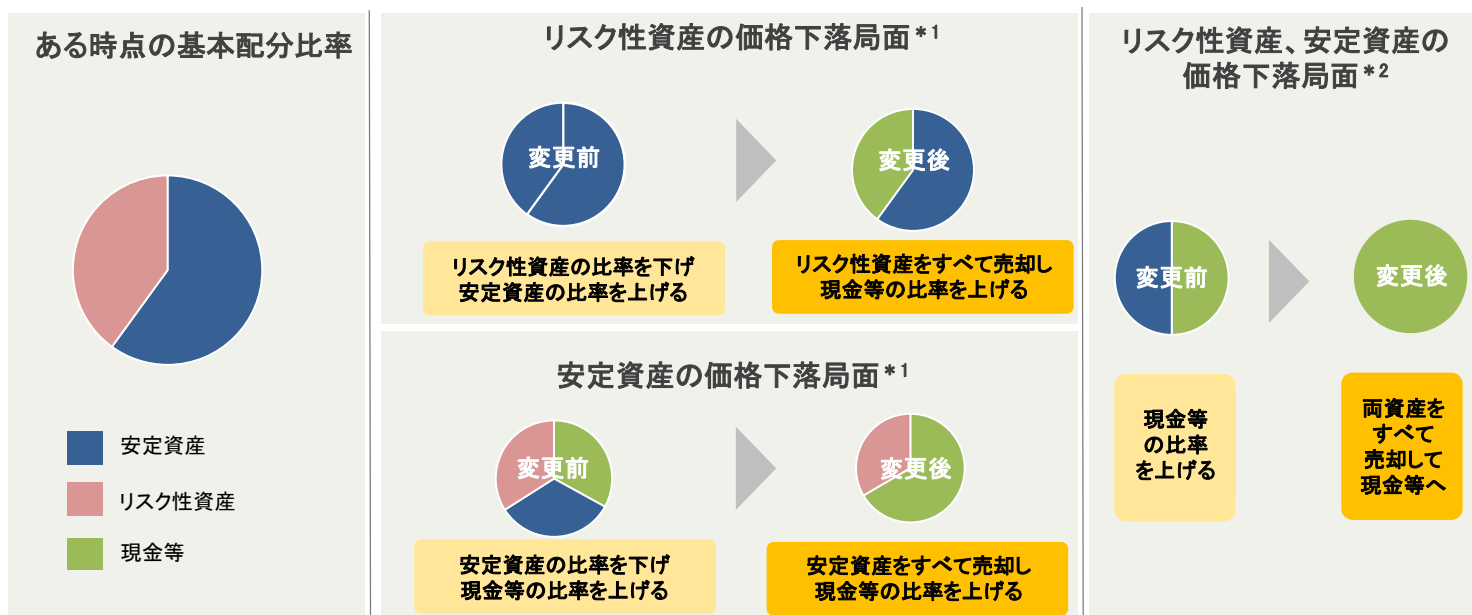 ある時点の基本配分比率
安定資産
リスク性資産
現金等
リスク性資産の価格下落局面*1
変更前
変更後
リスク性資産の比率を下げ
安定資産の比率を上げる
リスク性資産をすべて売却し
現金等の比率を上げる
安定資産の価格下落局面*1
変更前
変更後
安定資産の比率を下げ
現金等の比率を上げる
安定資産をすべて売却し
現金等の比率を上げる
リスク性資産、安定資産の
価格下落局面*2
変更前
変更後
現金等
の比率
を上げる
両資産を
すべて
売却して
現金等へ